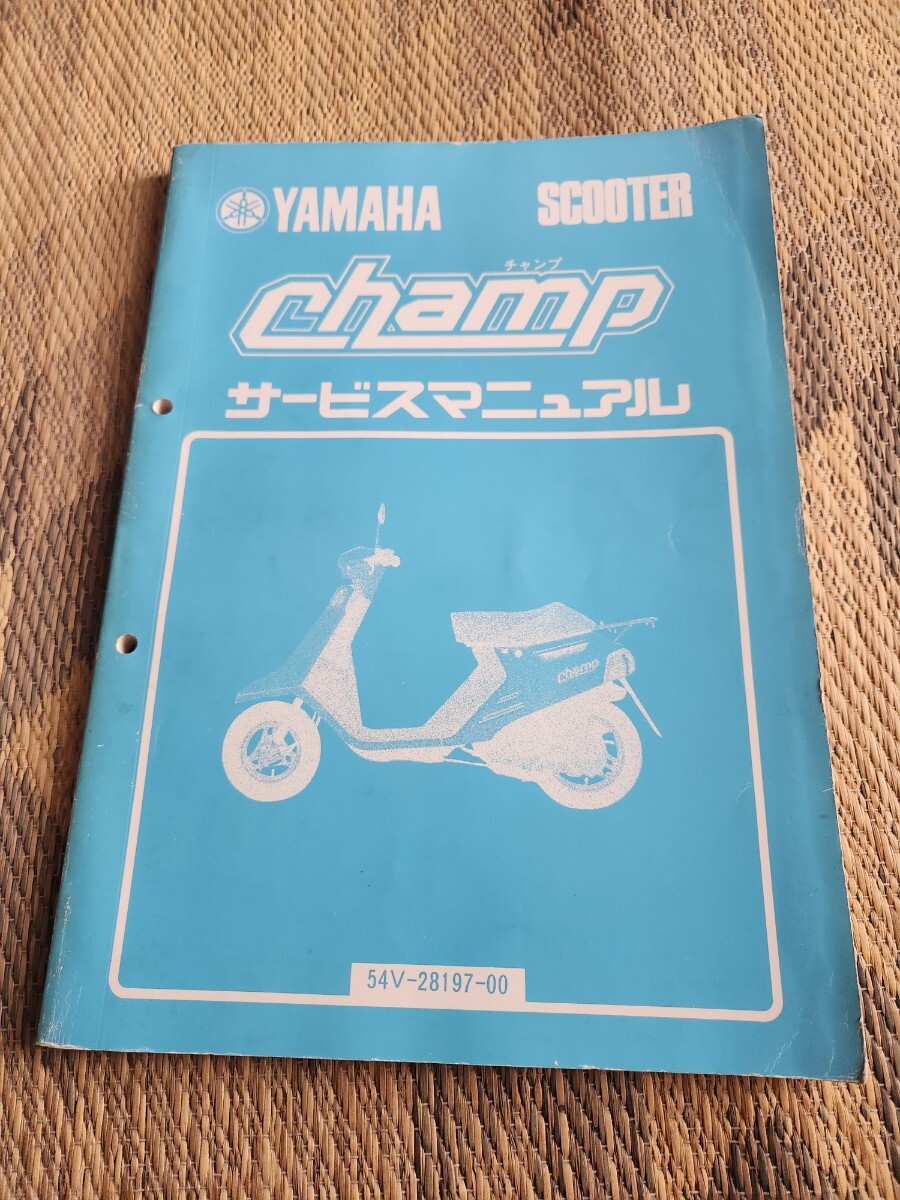 YAMAHA SCOOTER
チャンプ
champ
サービスマニュアル
champ
54V-28197-00